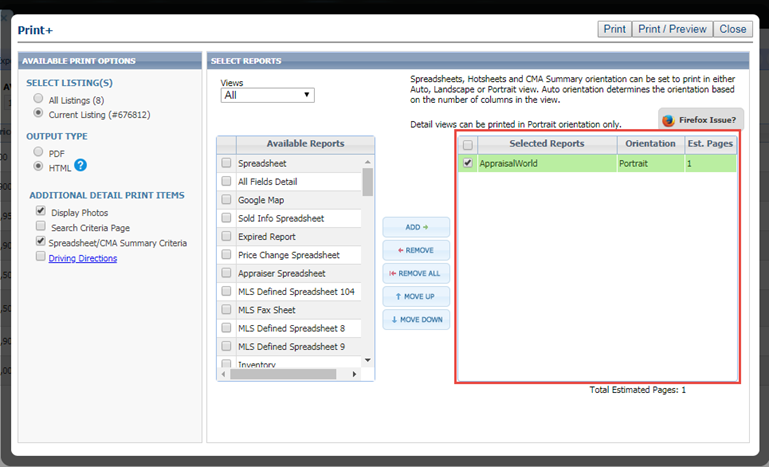 Print+
Print
Print / Preview
Close
AVAILABLE PRINT OPTIONS
SELECT LISTING(S)
All Listings (8)
Current Listing (#676812)
OUTPUT TYPE
PDF
HTML ?
ADDITIONAL DETAIL PRINT ITEMS
Display Photos
Search Criteria Page
Spreadsheet/CMA Summary Criteria
Driving Directions
SELECT REPORTS
Views
All
Spreadsheets, Hotsheets and CMA Summary orientation can be set to print in either
Auto, Landscape or Portrait view. Auto orientation determines the orientation based
on the number of columns in the view.
Detail views can be printed in Portrait orientation only.
Firefox Issue?
Available Reports
Spreadsheet
All Fields Detail
Google Map
Sold Info Spreadsheet
Expired Report
Price Change Spreadsheet
Appraiser Spreadsheet
MLS Defined Spreadsheet 104
MLS Fax Sheet
MLS Defined Spreadsheet 8
MLS Defined Spreadsheet 9
Inventory
ADD
REMOVE
REMOVE ALL
MOVE UP
MOVE DOWN
Selected Reports Orientation Est. Pages
AppraisalWorld Portrait 1
Total Estimated Pages: 1